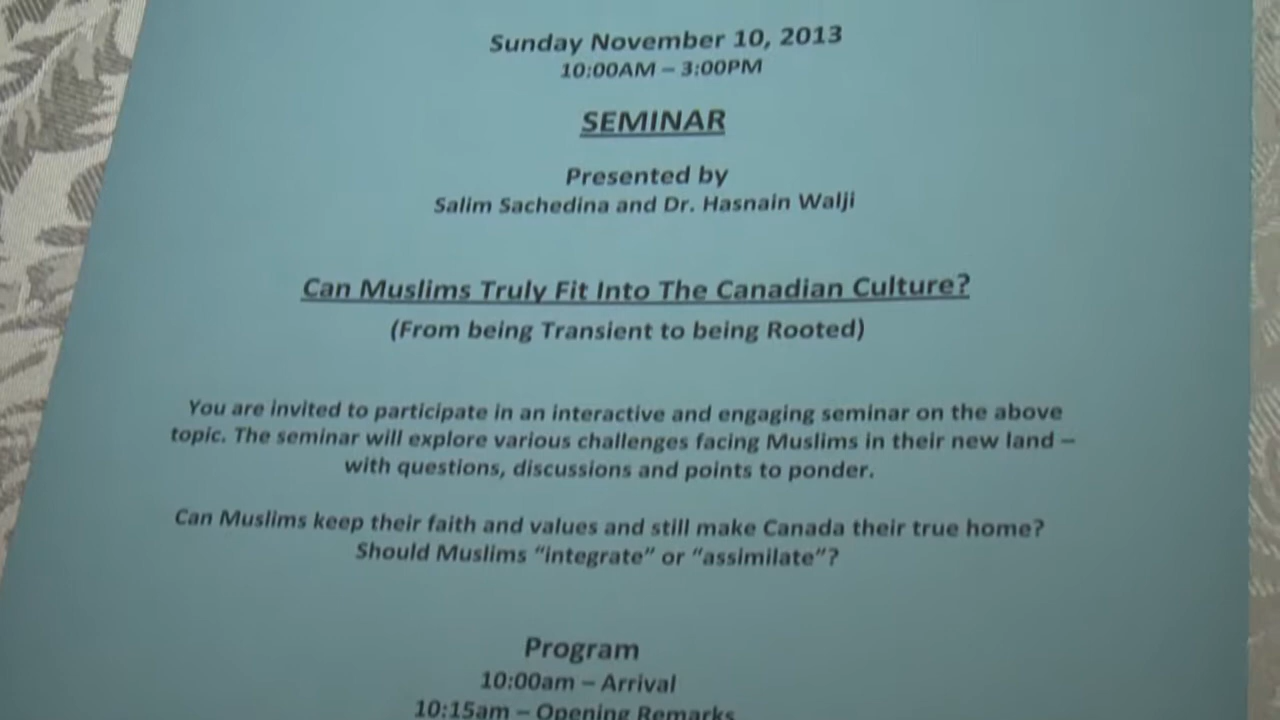 Sunday November 10, 2013
10:00AM – 3:00PM
SEMINAR
Presented by
Salim Sachedina and Dr. Hasnain Walji
Can Muslims Truly Fit Into The Canadian Culture?
(From being Transient to being Rooted)
You are invited to participate in an interactive and engaging seminar on the above
topic. The seminar will explore various challenges facing Muslims in their new land –
with questions, discussions and points to ponder.
Can Muslims keep their faith and values and still make Canada their true home?
Should Muslims “integrate” or “assimilate”?
Program
10:00am – Arrival
10:15am – Opening Remarks